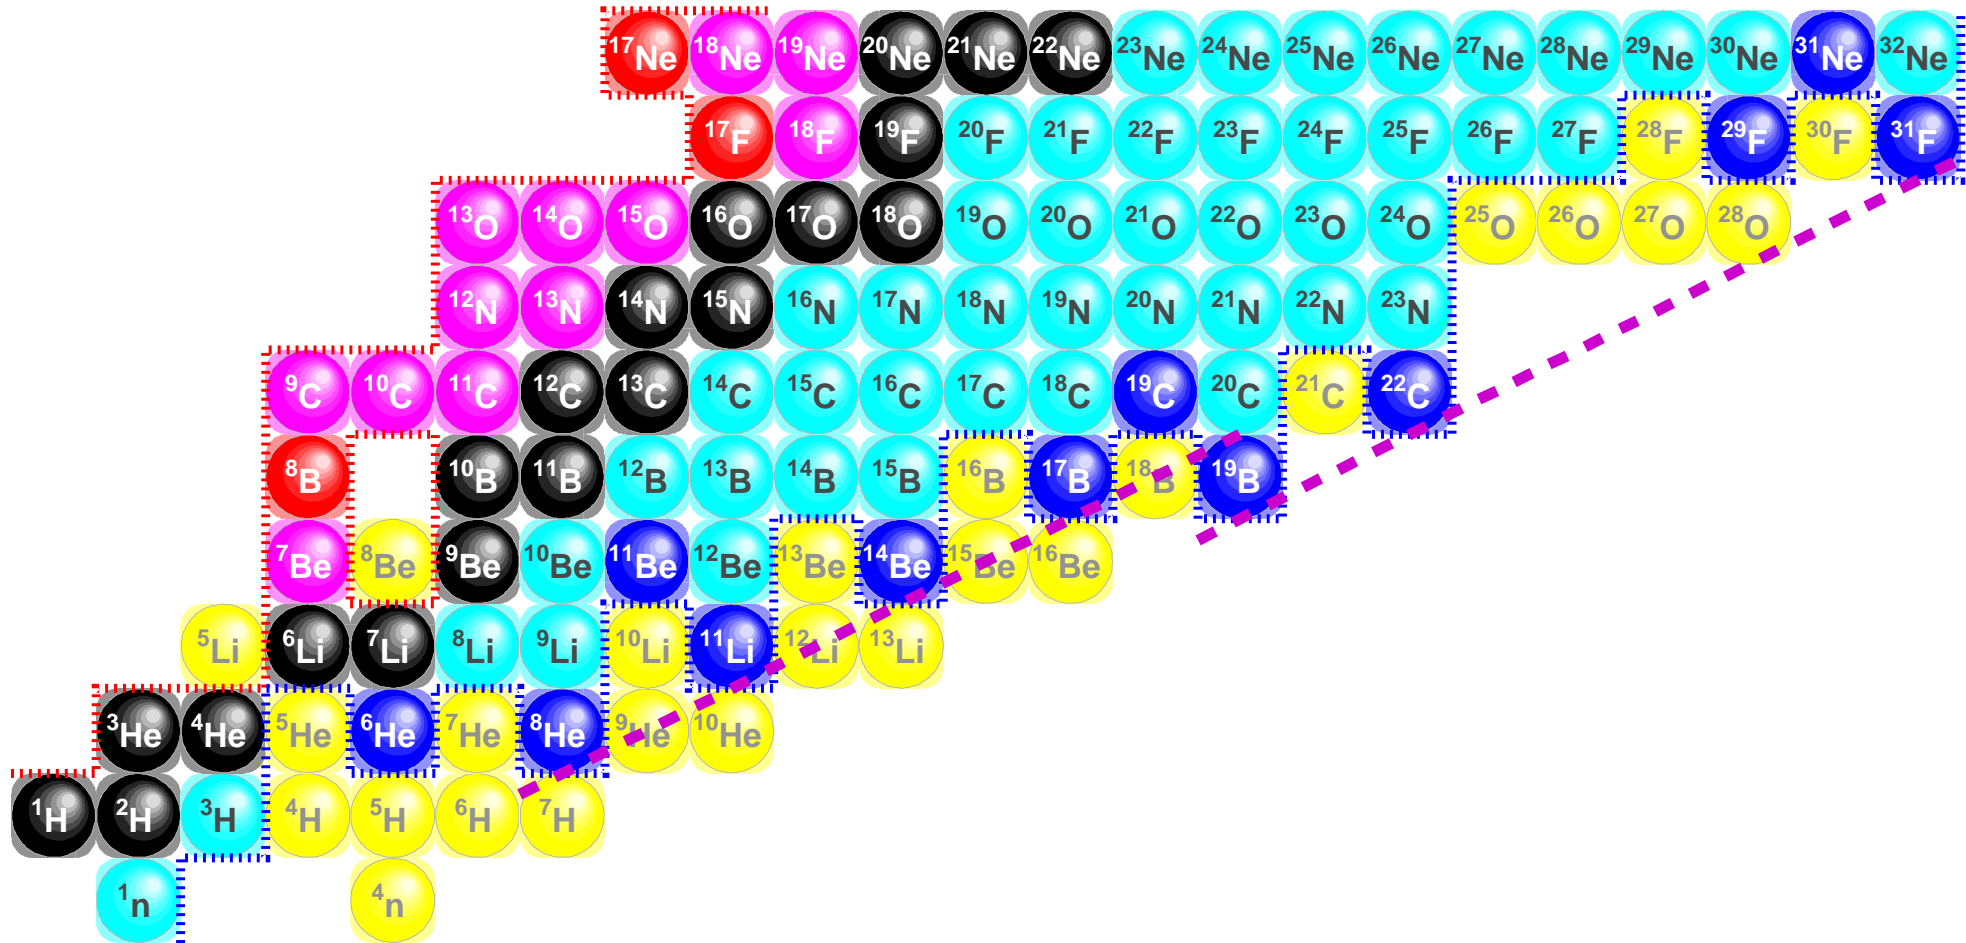 17Ne 18Ne 19Ne 20Ne 21Ne 22Ne 23Ne 24Ne 25Ne 26Ne 27Ne 28Ne 29Ne 30Ne 31Ne 32Ne
17F 18F 19F 20F 21F 22F 23F 24F 25F 26F 27F 28F 29F 30F 31F
13O 14O 15O 16O 17O 18O 19O 20O 21O 22O 23O 24O 25O 26O 27O 28O
12N 13N 14N 15N 16N 17N 18N 19N 20N 21N 22N 23N
9C 10C 11C 12C 13C 14C 15C 16C 17C 18C 19C 20C 21C 22C
8B 10B 11B 12B 13B 14B 15B 16B 17B 18B 19B
7Be 8Be 9Be 10Be 11Be 12Be 13Be 14Be 15Be 16Be
5Li 6Li 7Li 8Li 9Li 10Li 11Li 12Li 13Li
3He 4He 5He 6He 7He 8He 9He 10He
1H 2H 3H 4H 5H 6H 7H
1n 4n